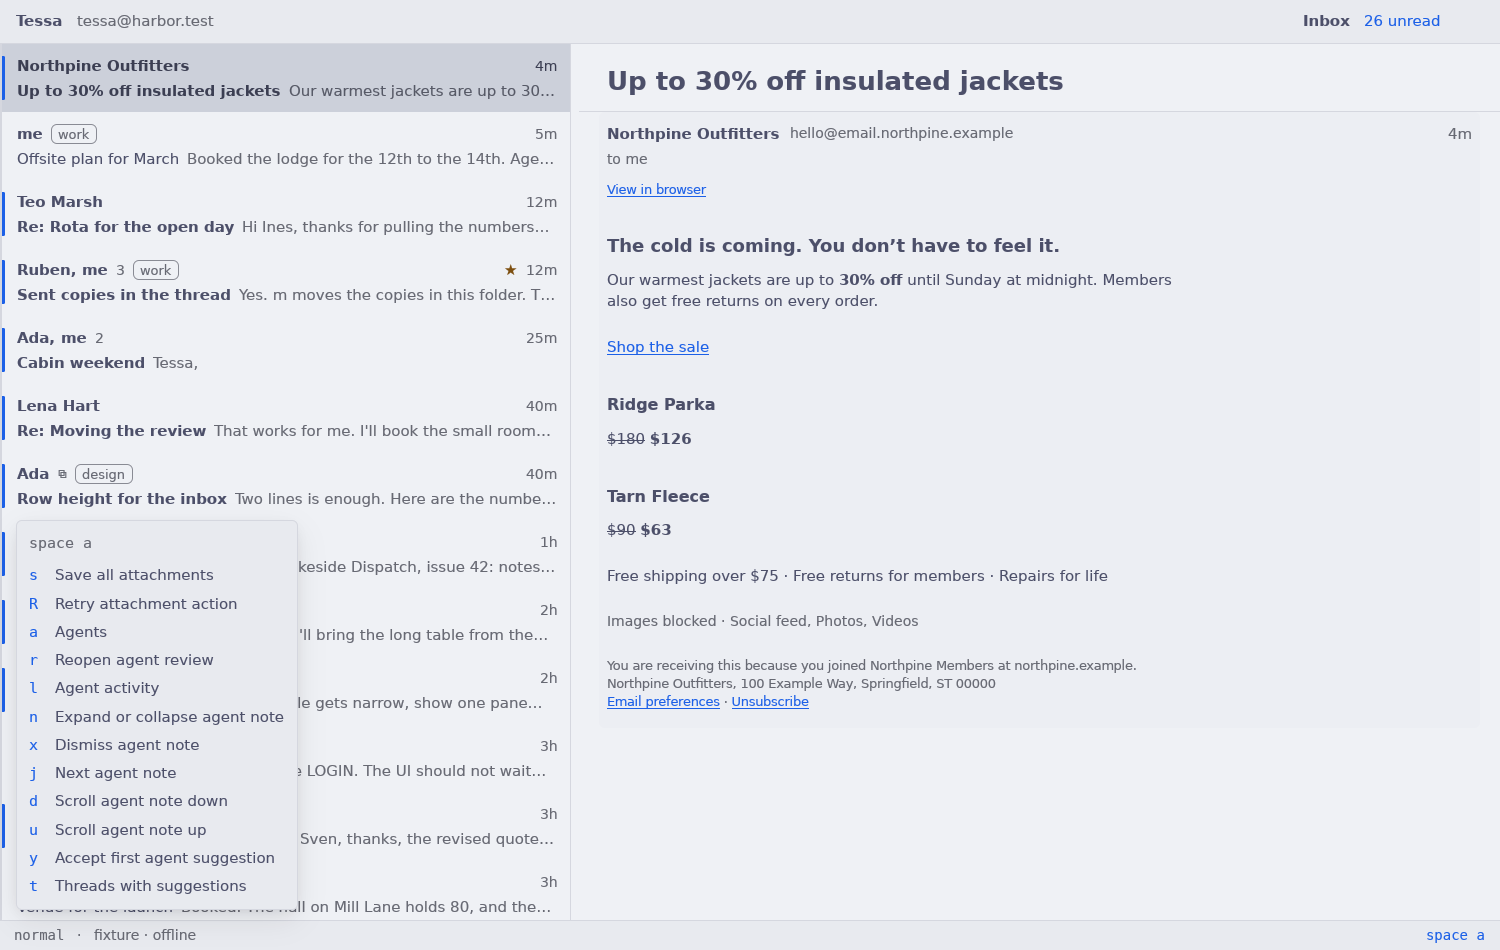 Tessa tessa@harbor.test Inbox 26 unread
Northpine Outfitters 4m
Up to 30% off insulated jackets Our warmest jackets are up to 30…
me work 5m
Offsite plan for March Booked the lodge for the 12th to the 14th. Age…
Teo Marsh 12m
Re: Rota for the open day Hi Ines, thanks for pulling the numbers…
Ruben, me 3 work ★ 12m
Sent copies in the thread Yes. m moves the copies in this folder. T…
Ada, me 2 25m
Cabin weekend Tessa,
Lena Hart 40m
Re: Moving the review That works for me. I'll book the small room…
Ada design 40m
Row height for the inbox Two lines is enough. Here are the numbe…
1h
keside Dispatch, issue 42: notes…
2h
'll bring the long table from the…
2h
le gets narrow, show one pane…
3h
e LOGIN. The UI should not wait…
3h
Sven, thanks, the revised quote…
3h
Venue for the launch Booked. The hall on Mill Lane holds 80, and the…
space a
s Save all attachments
R Retry attachment action
a Agents
r Reopen agent review
l Agent activity
n Expand or collapse agent note
x Dismiss agent note
j Next agent note
d Scroll agent note down
u Scroll agent note up
y Accept first agent suggestion
t Threads with suggestions
Up to 30% off insulated jackets
Northpine Outfitters hello@email.northpine.example 4m
to me
View in browser
The cold is coming. You don’t have to feel it.
Our warmest jackets are up to 30% off until Sunday at midnight. Members
also get free returns on every order.
Shop the sale
Ridge Parka
$180 $126
Tarn Fleece
$90 $63
Free shipping over $75 · Free returns for members · Repairs for life
Images blocked · Social feed, Photos, Videos
You are receiving this because you joined Northpine Members at northpine.example.
Northpine Outfitters, 100 Example Way, Springfield, ST 00000
Email preferences · Unsubscribe
normal · fixture · offline space a